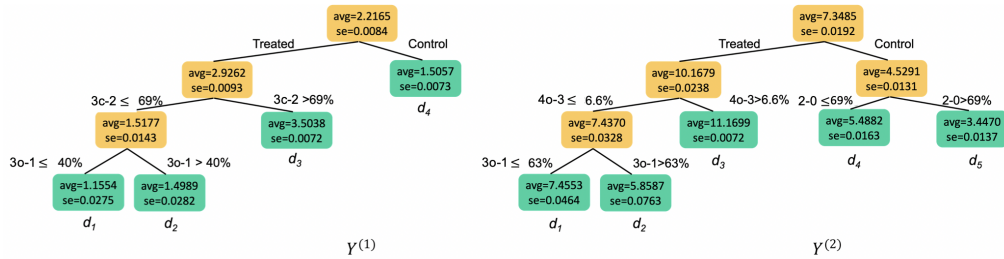 avg=2.2165
se=0.0084
Treated
Control
avg=2.9262
se=0.0093
avg=1.5057
se=0.0073
d4
3c-2 ≤ 69%
3c-2 >69%
avg=1.5177
se=0.0143
avg=3.5038
se=0.0072
d3
3o-1 ≤ 40%
3o-1 > 40%
avg=1.1554
se=0.0275
avg=1.4989
se=0.0282
d1
d2
Y(1)
avg=7.3485
se= 0.0192
Treated
Control
avg=10.1679
se=0.0238
avg=4.5291
se=0.0131
4o-3 ≤ 6.6%
4o-3>6.6%
2-0 ≤69%
2-0>69%
avg=7.4370
se=0.0328
avg=11.1699
se=0.0072
avg=5.4882
se=0.0163
avg=3.4470
se=0.0137
d3
d4
d5
3o-1 ≤ 63%
3o-1>63%
avg=7.4553
se=0.0464
avg=5.8587
se=0.0763
d1
d2
Y(2)